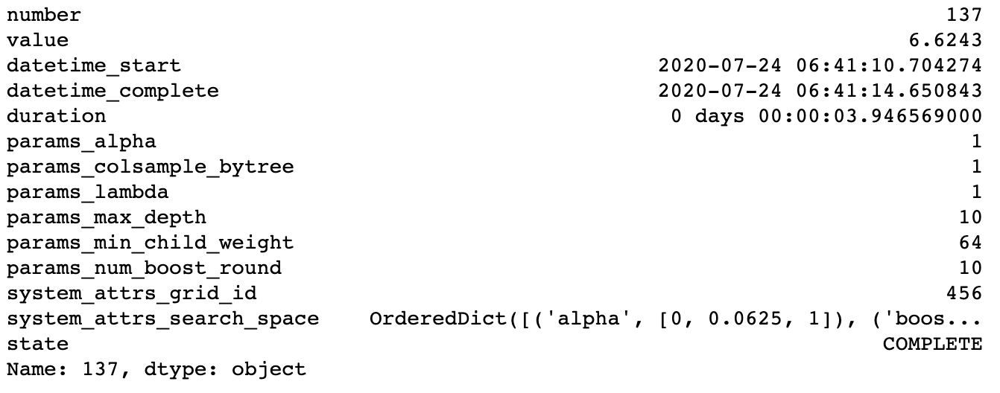 number 137
value 6.6243
datetime_start 2020-07-24 06:41:10.704274
datetime_complete 2020-07-24 06:41:14.650843
duration 0 days 00:00:03.946569000
params_alpha 1
params_colsample_bytree 1
params_lambda 1
params_max_depth 10
params_min_child_weight 64
params_num_boost_round 10
system_attrs_grid_id 456
system_attrs_search_space OrderedDict([('alpha', [0, 0.0625, 1]), ('boos...
state COMPLETE
Name: 137, dtype: object